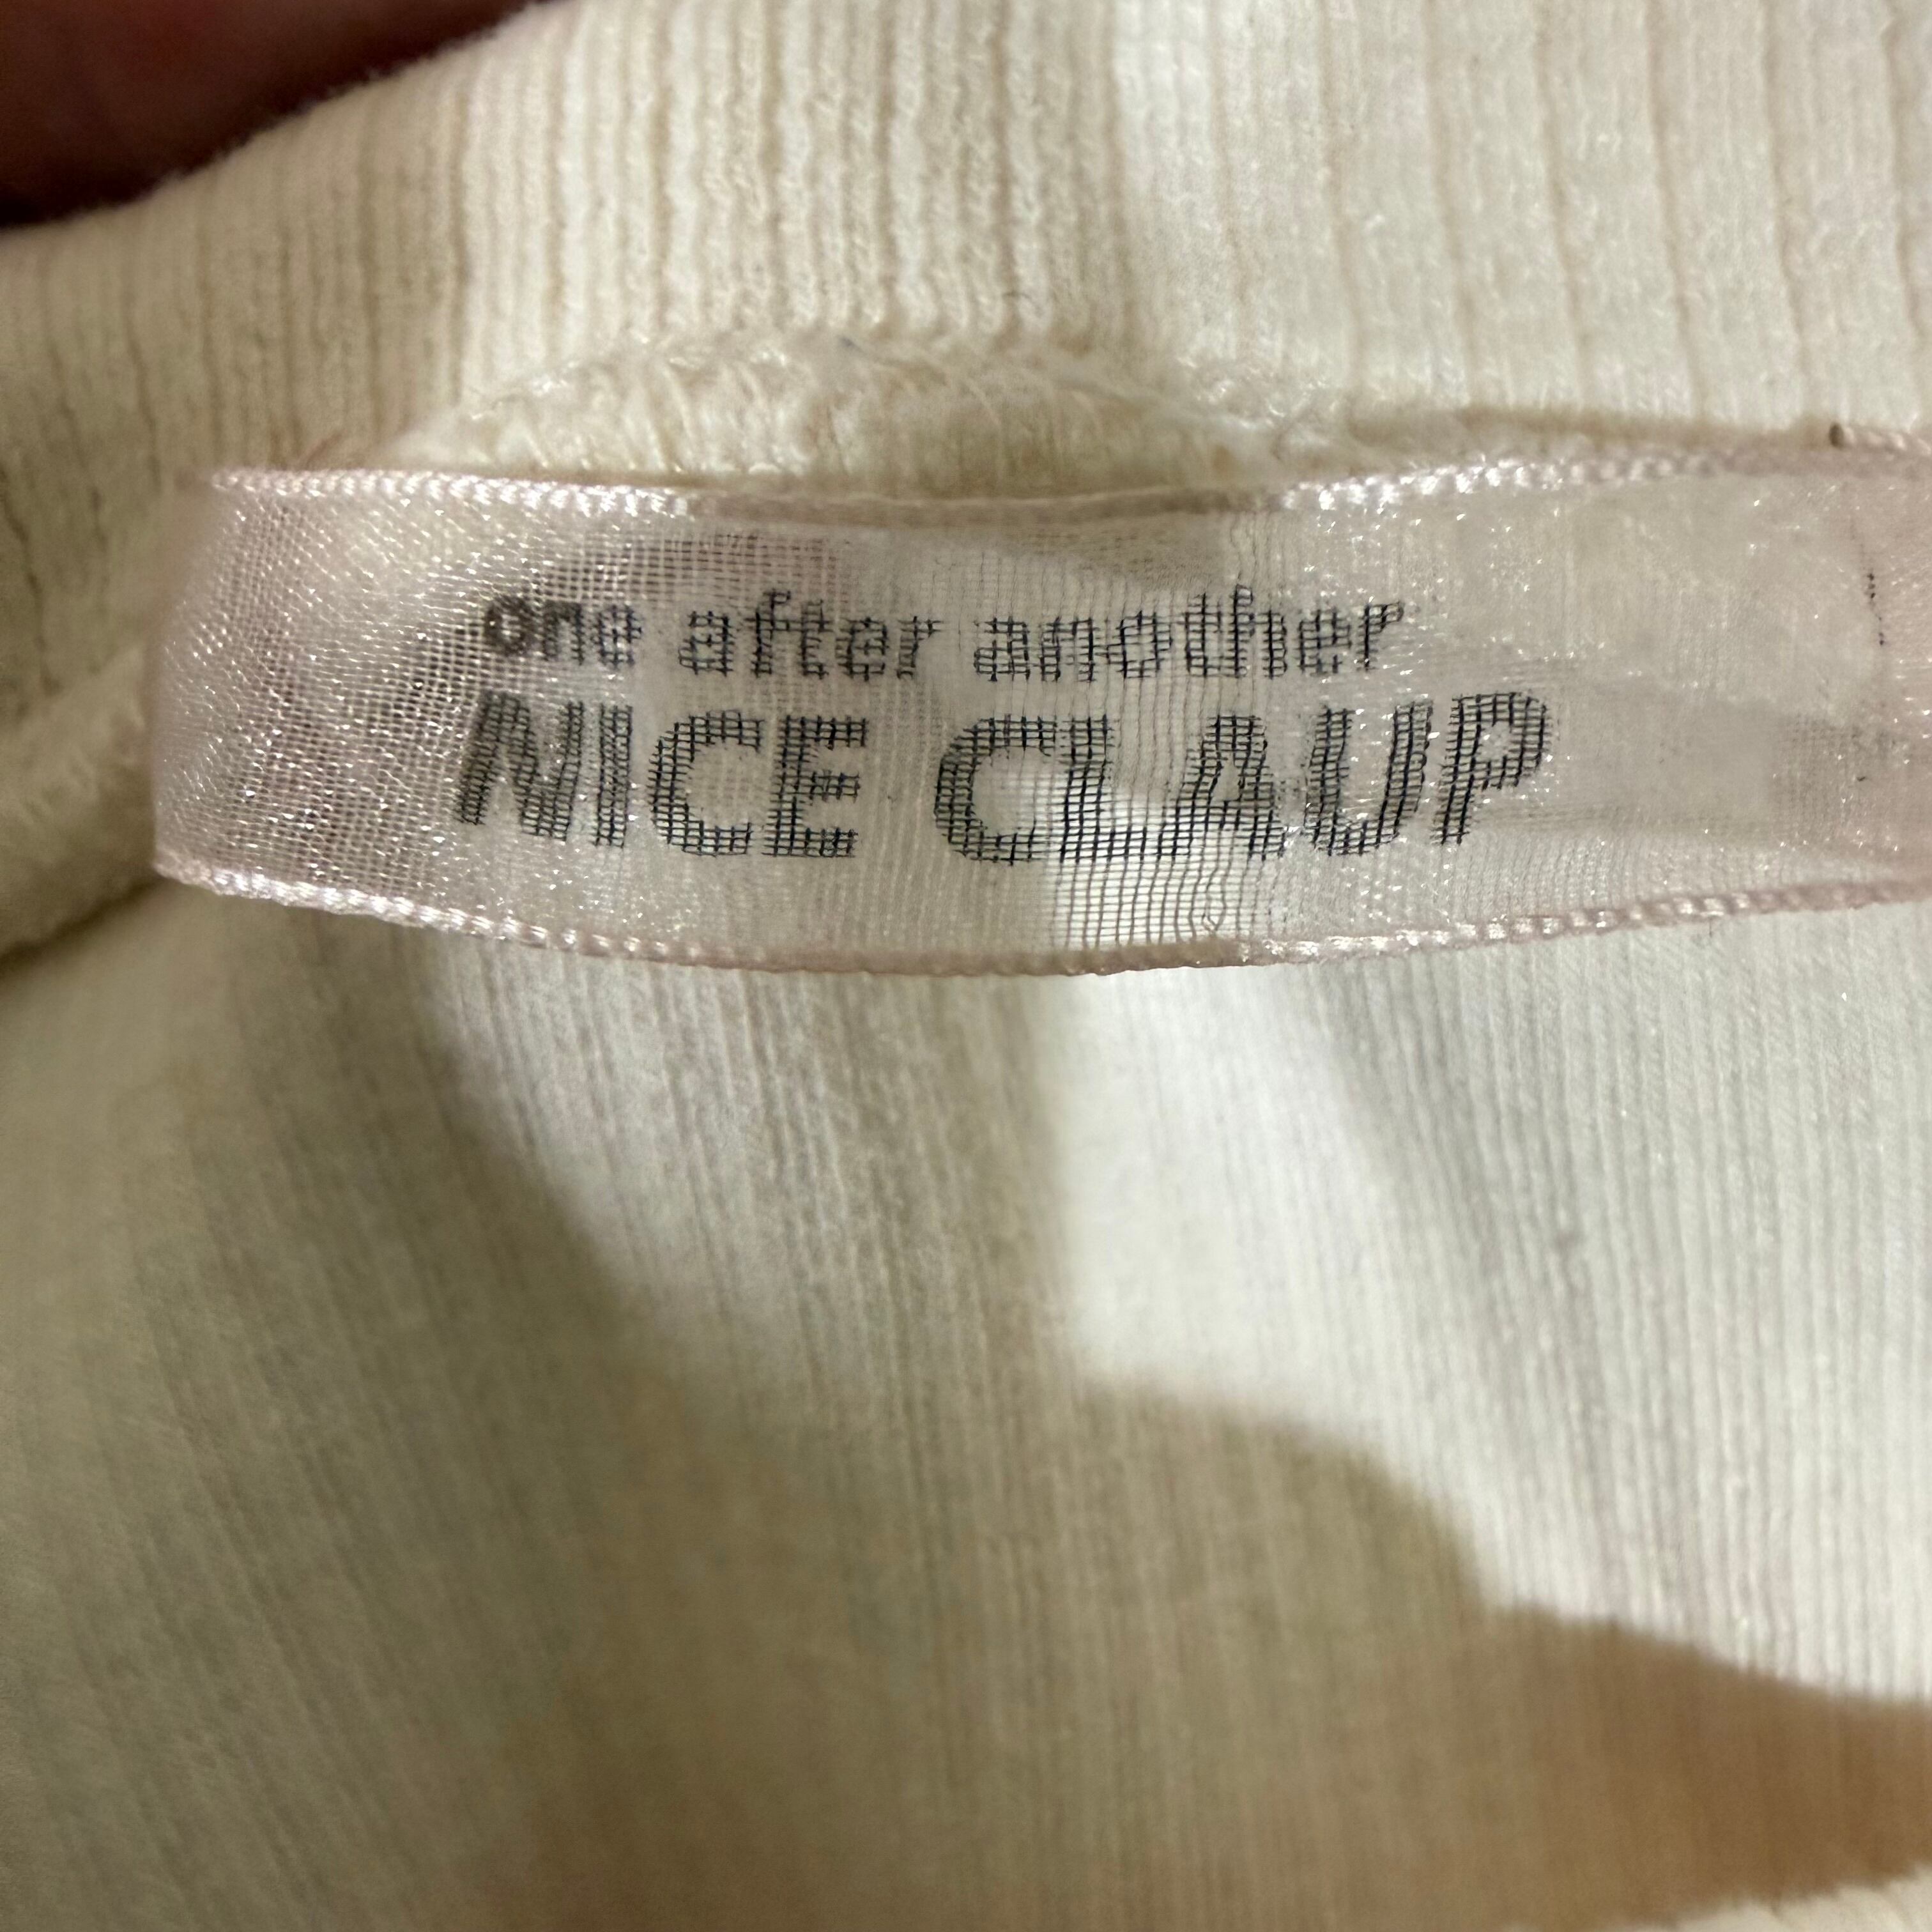 one after another
NICE CLAUP